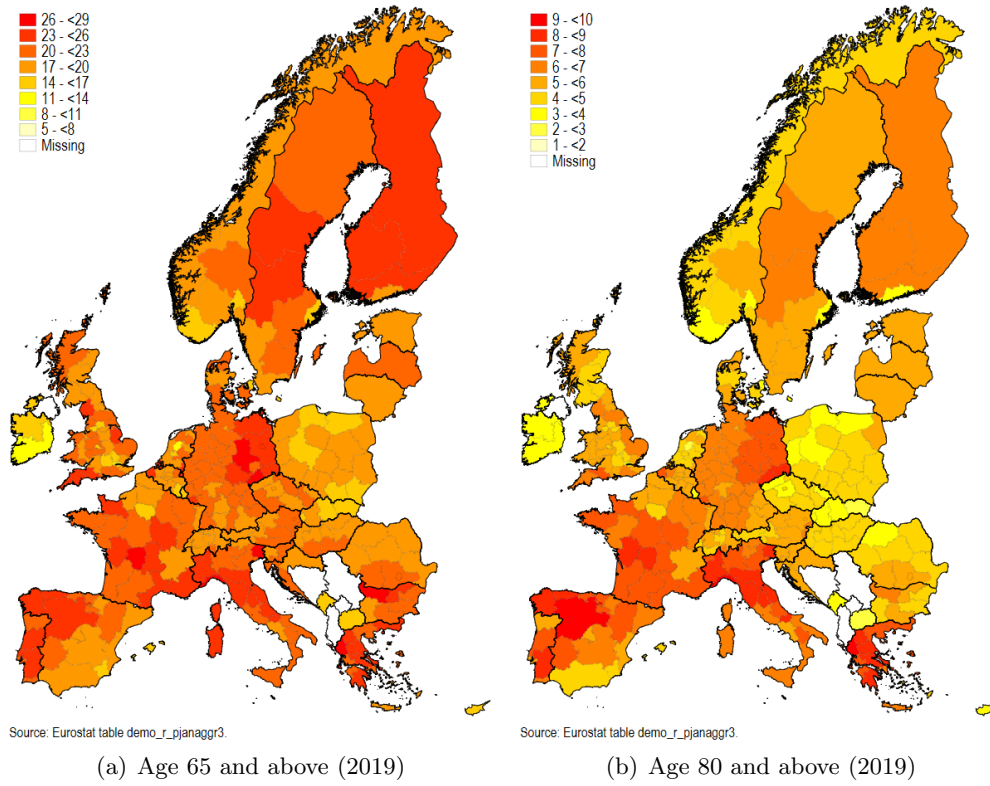 26 - <29
23 - <26
20 - <23
17 - <20
14 - <17
11 - <14
8 - <11
5 - <8
Missing
9 - <10
8 - <9
7 - <8
6 - <7
5 - <6
4 - <5
3 - <4
2 - <3
1 - <2
Missing
Source: Eurostat table demo_r_pjanaggr3.
Source: Eurostat table demo_r_pjanaggr3.
(a) Age 65 and above (2019)
(b) Age 80 and above (2019)